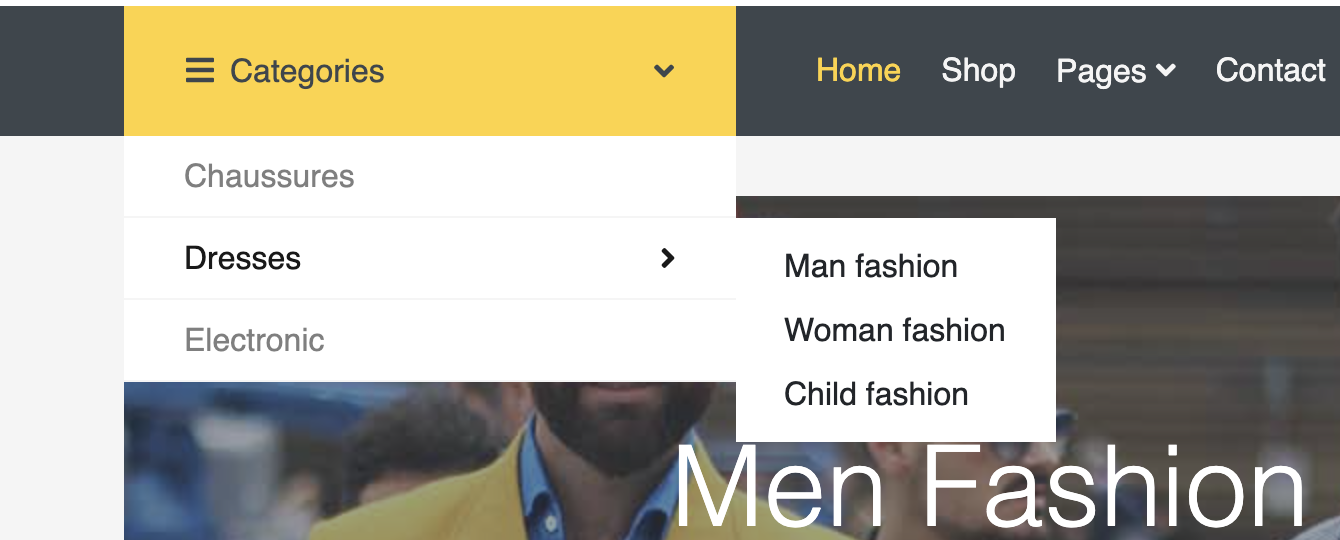 Categories
Home
Shop
Pages
Contact
Chaussures
Dresses
Electronic
Man fashion
Woman fashion
Child fashion
Men Fashion